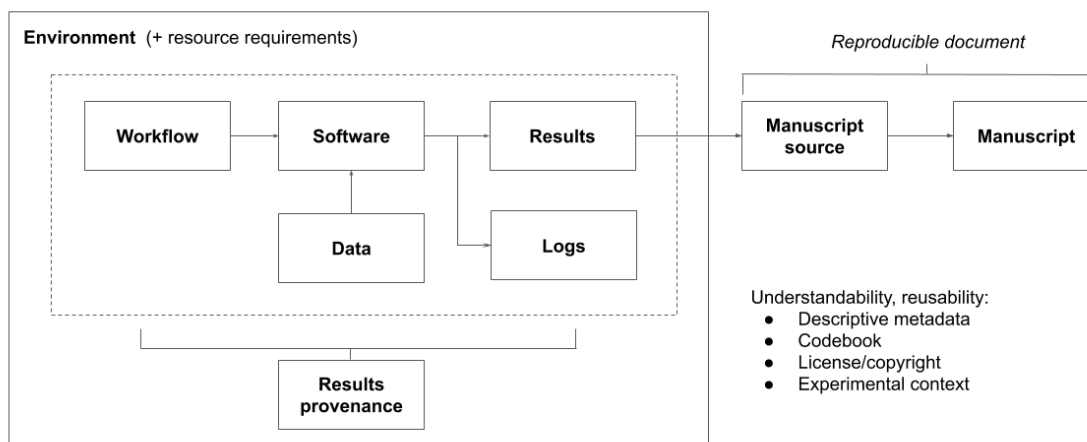 Environment (+ resource requirements)
Reproducible document
Workflow
Software
Results
Manuscript
source
Manuscript
Data
Logs
Understandability, reusability:
● Descriptive metadata
● Codebook
● License/copyright
● Experimental context
Results
provenance